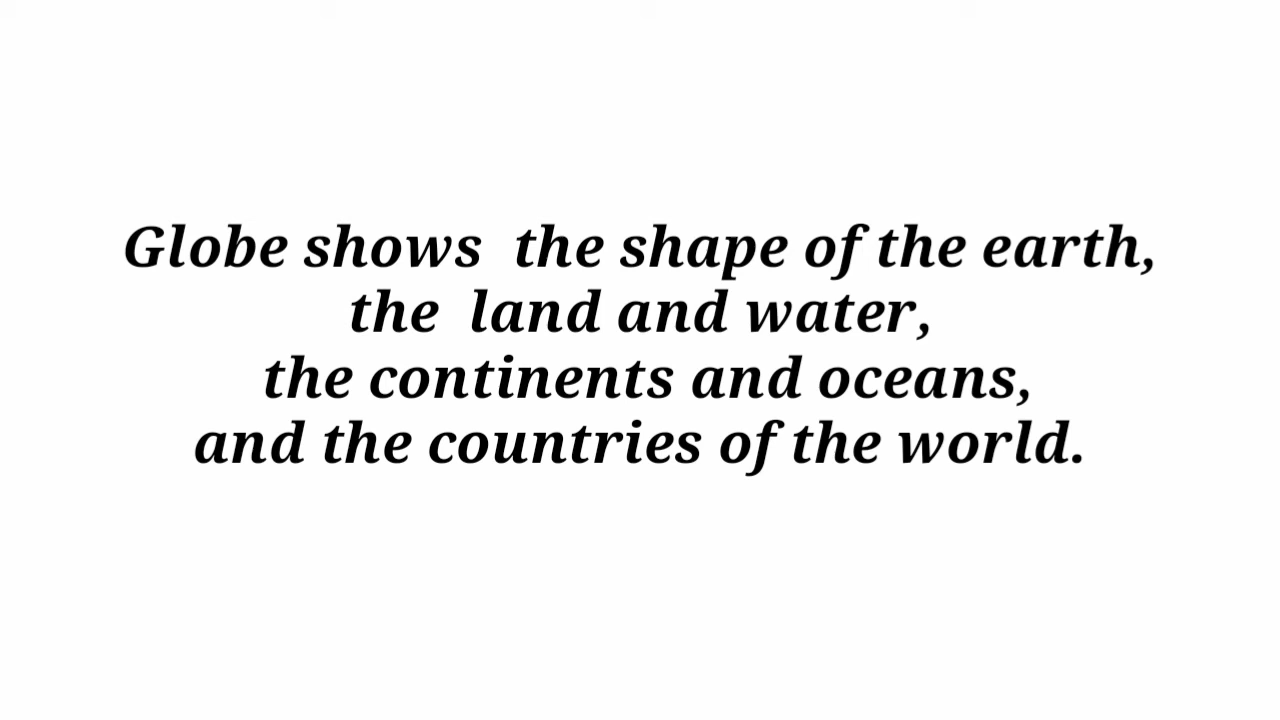 Globe shows  the shape of the earth,
the  land and water,
the continents and oceans,
and the countries of the world.